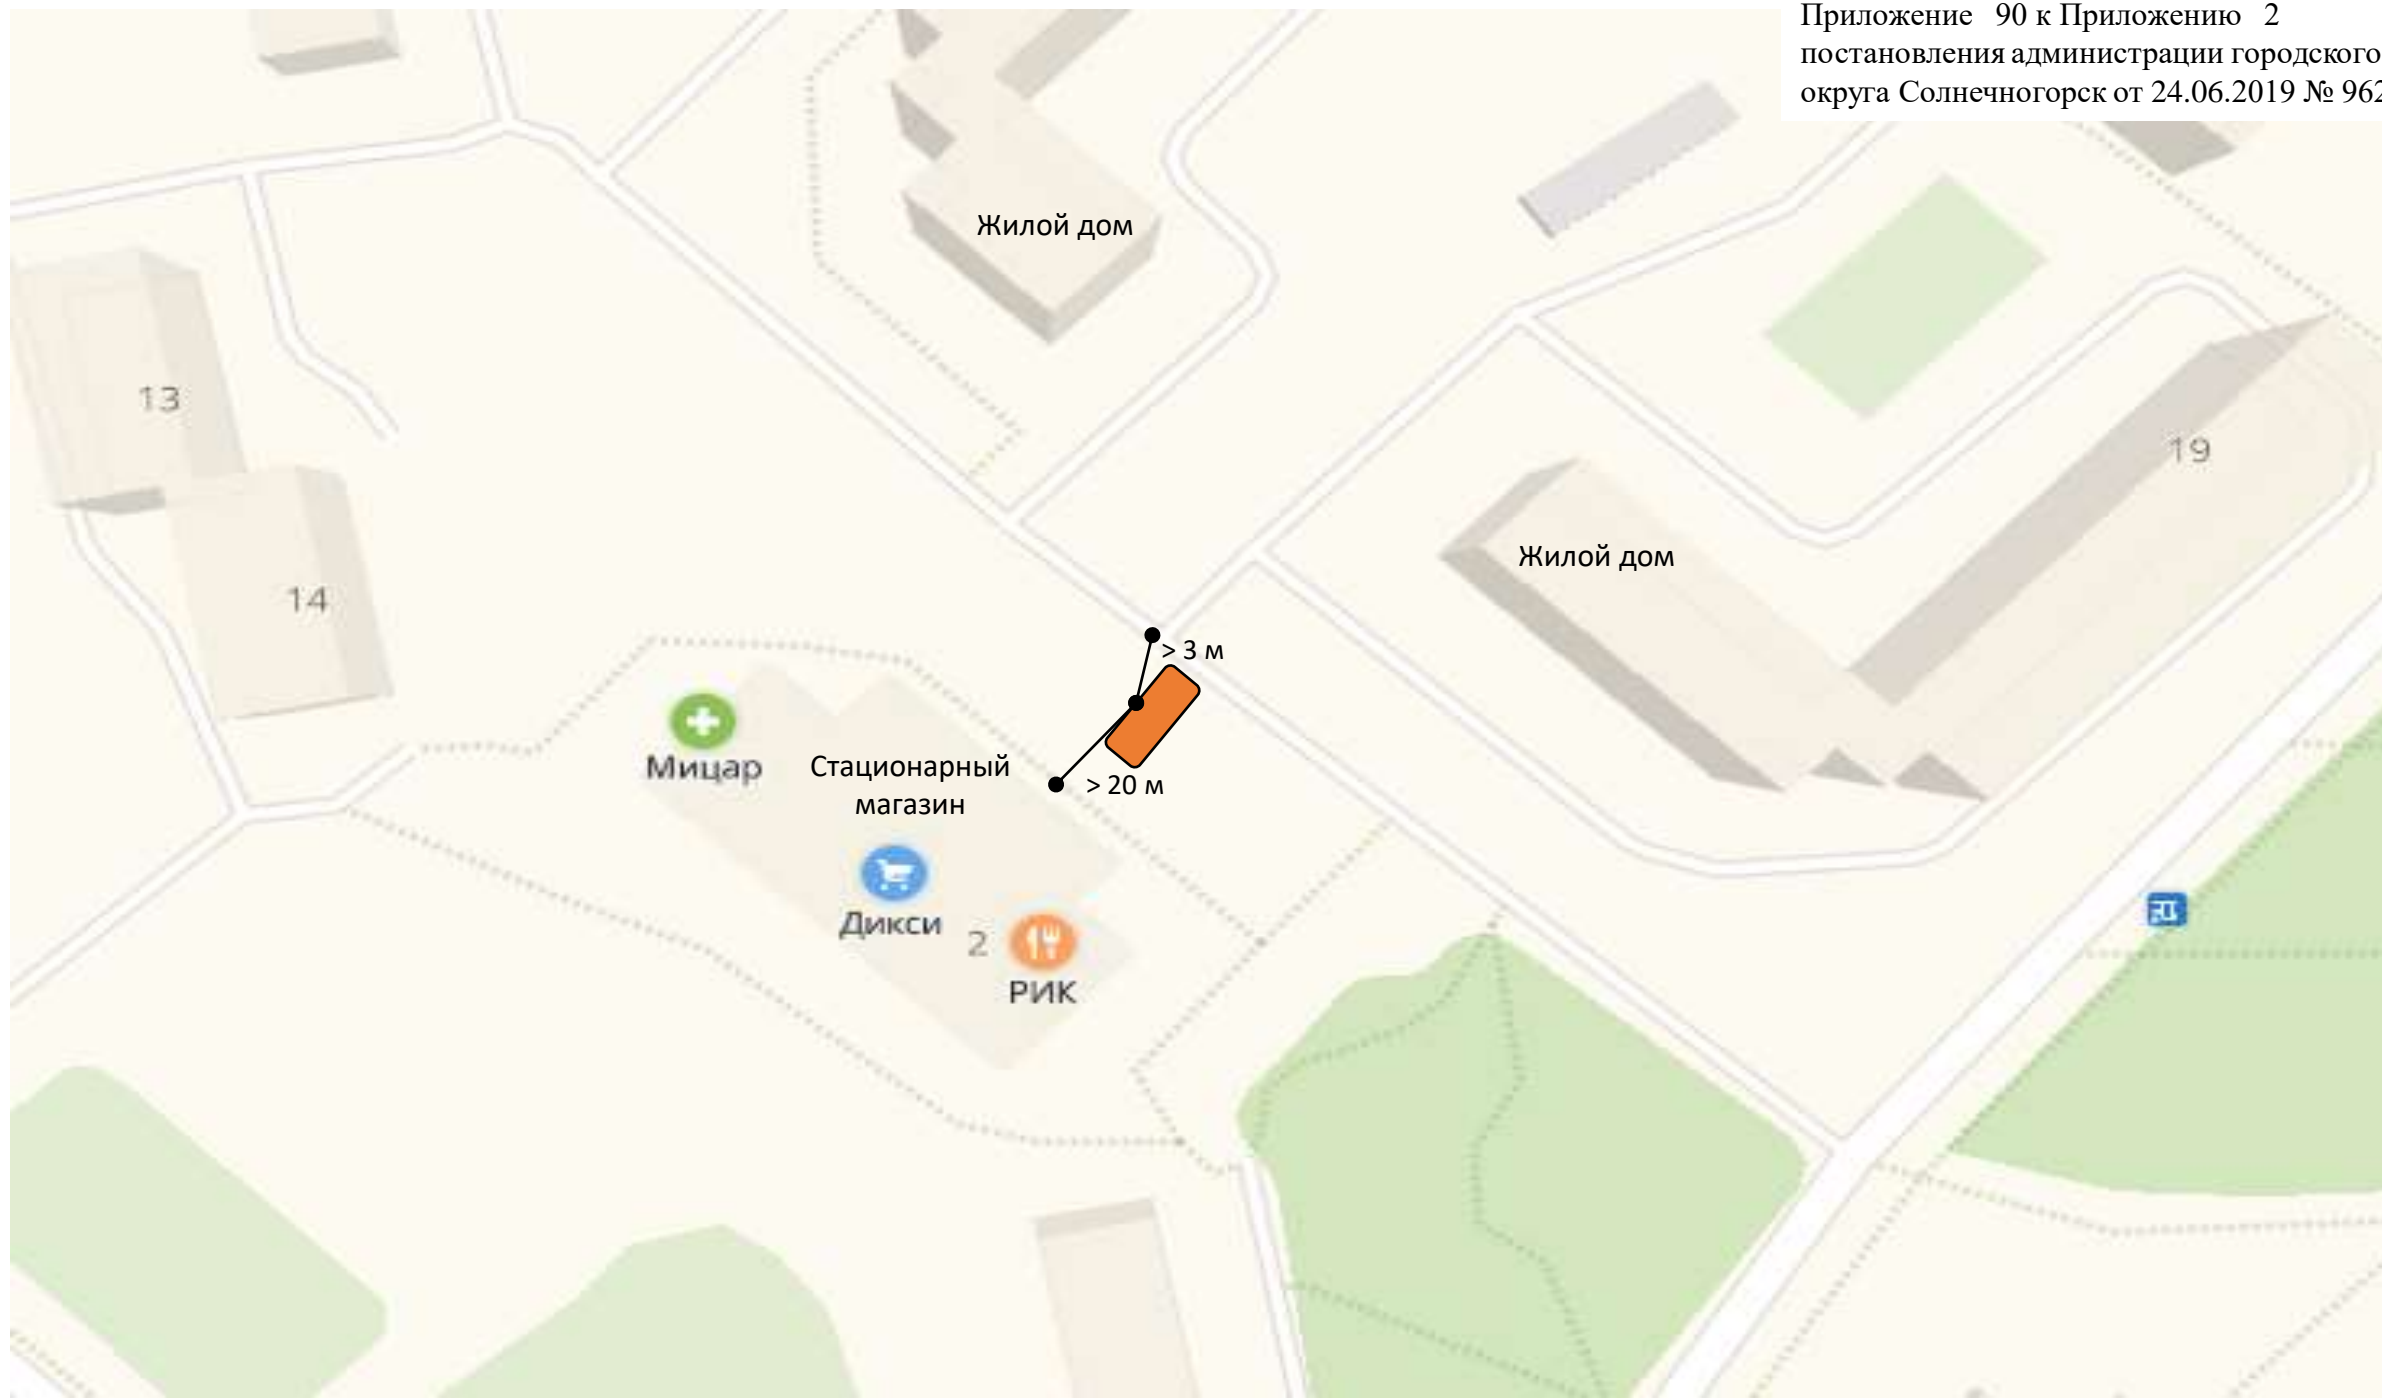 Приложение 90 к Приложению 2
постановления администрации городского
округа Солнечногорск от 24.06.2019 № 962
Жилой дом
13
19
Жилой дом
14
> 3 м
Мицар
Стационарный
магазин
> 20 м
Дикси
2
РИК